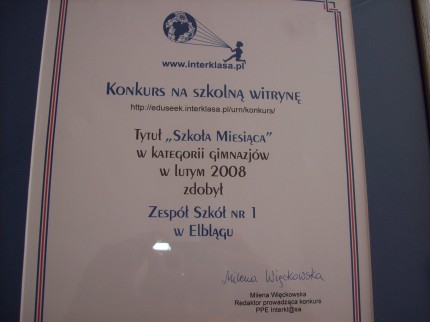 www.interklasa.pl
Konkurs na szkolną witrynę
http://eduseek.interklasa.pl/urn/konkurs/
Tytuł „Szkoła Miesiąca”
w kategorii gimnazjów
w lutym 2008
zdobył
Zespół Szkół nr 1
w Elblągu
Milena Więckowska
Milena Więckowska
Redaktor prowadząca konkurs
PPE Interkl@sa